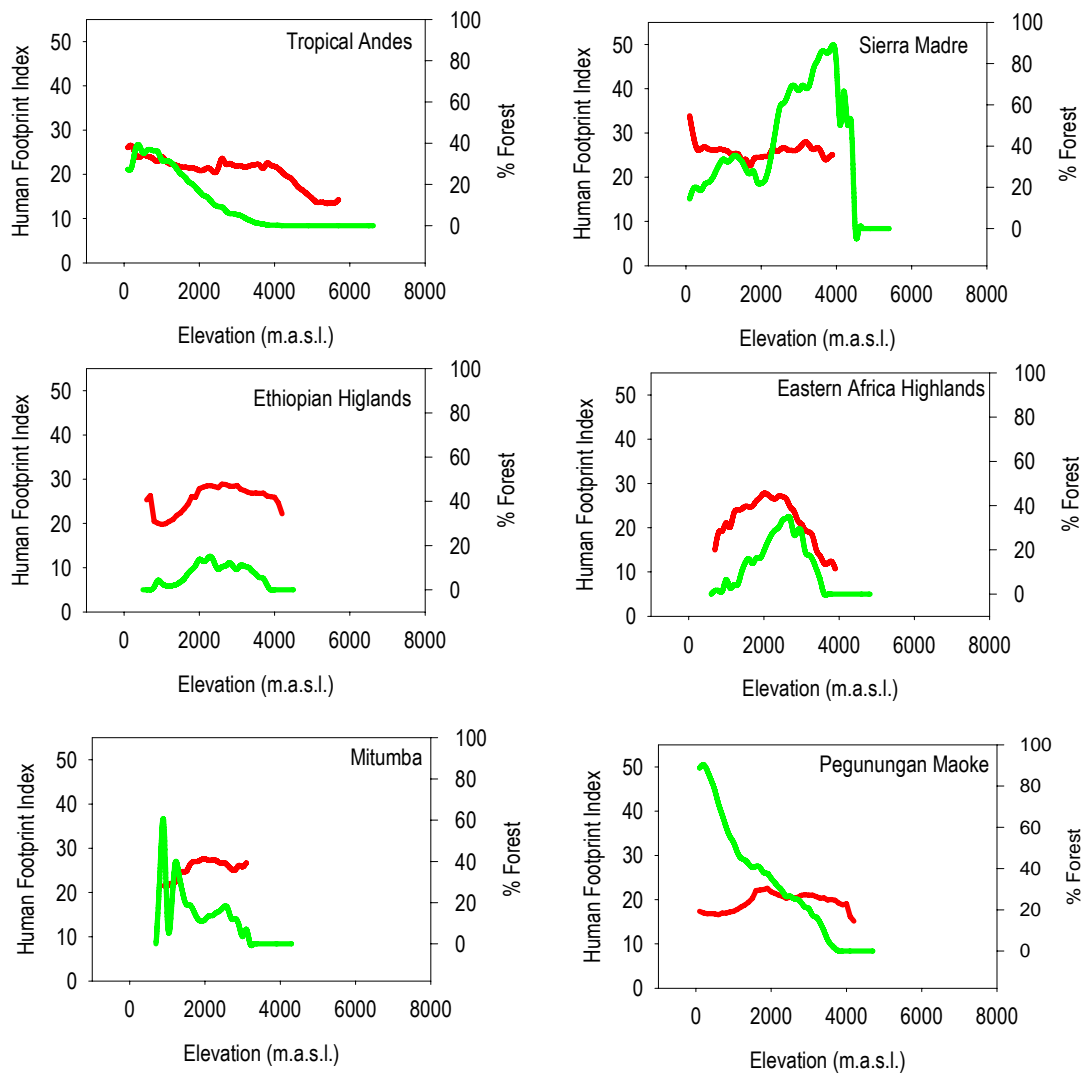 Tropical Andes
Human Footprint Index
50
40
30
20
10
0
100
80
60
40
20
0
% Forest
0 2000 4000 6000 8000
Elevation (m.a.s.l.)
Sierra Madre
Human Footprint Index
50
40
30
20
10
0
100
80
60
40
20
0
% Forest
0 2000 4000 6000 8000
Elevation (m.a.s.l.)
Ethiopian Higlands
Human Footprint Index
50
40
30
20
10
0
100
80
60
40
20
0
% Forest
0 2000 4000 6000 8000
Elevation (m.a.s.l.)
Eastern Africa Highlands
Human Footprint Index
50
40
30
20
10
0
100
80
60
40
20
0
% Forest
0 2000 4000 6000 8000
Elevation (m.a.s.l.)
Mitumba
Human Footprint Index
50
40
30
20
10
0
100
80
60
40
20
0
% Forest
0 2000 4000 6000 8000
Elevation (m.a.s.l.)
Pegunungan Maoke
Human Footprint Index
50
40
30
20
10
0
100
80
60
40
20
0
% Forest
0 2000 4000 6000 8000
Elevation (m.a.s.l.)